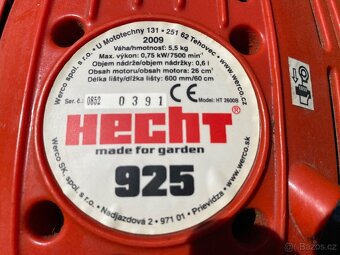 Werco spol. s r.o. • U Mototechny 131 • 251 62 Tehovec • www.werco.cz
2009
Váha/hmotnosť: 5,5 kg
Max. výkon: 0,75 kW/7500 min⁻¹
Objem nádrže/objem nádržky: 0,6 l
Obsah motoru/obsah motora: 26 cm³
Délka lišty/dĺžka lišty: 600 mm/60 cm
Ser. č.: 0852 0391 CE Model: HT 2600B
HECHT®
made for garden
925
Werco SK, spol. s r.o. • Nadjazdová 2 • 971 01 • Prievidza • www.werco.sk
bazoš.cz